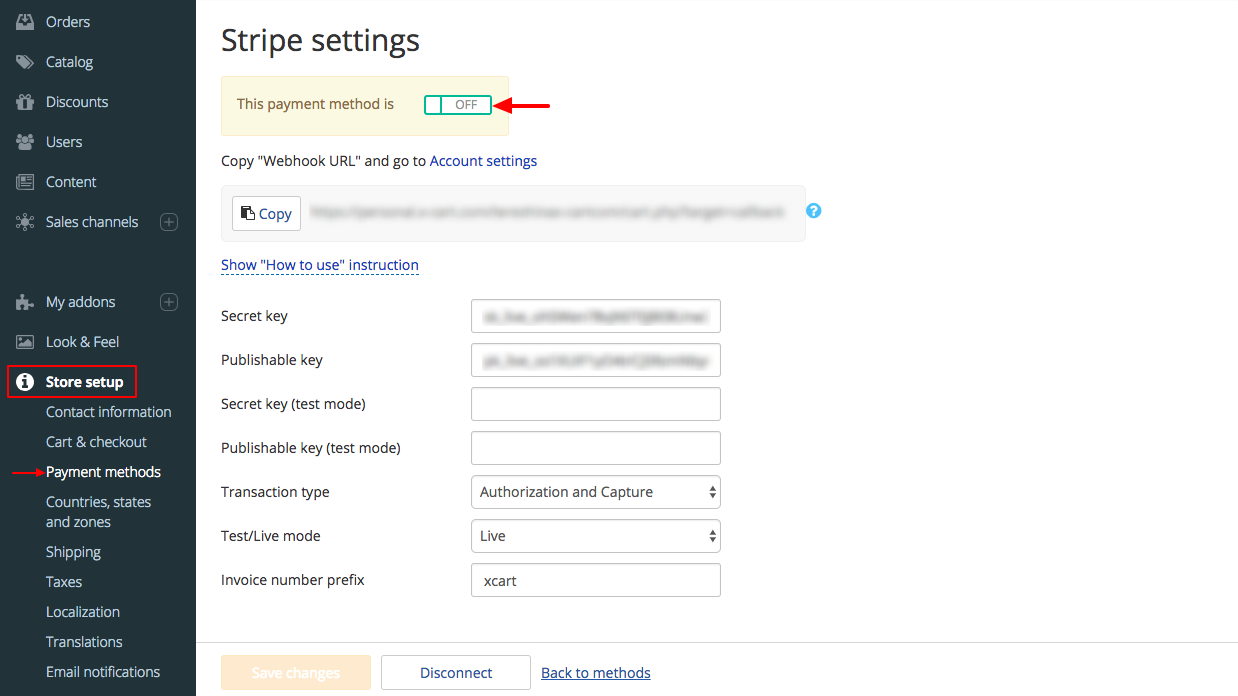 Orders
Catalog
Discounts
Users
Content
Sales channels
My addons
Look & Feel
Store setup
Contact information
Cart & checkout
Payment methods
Countries, states
and zones
Shipping
Taxes
Localization
Translations
Email notifications
Stripe settings
This payment method is OFF
Copy "Webhook URL" and go to Account settings
Copy
?
Show "How to use" instruction
Secret key
Publishable key
Secret key (test mode)
Publishable key (test mode)
Transaction type Authorization and Capture
Test/Live mode Live
Invoice number prefix xcart
Save changes Disconnect Back to methods